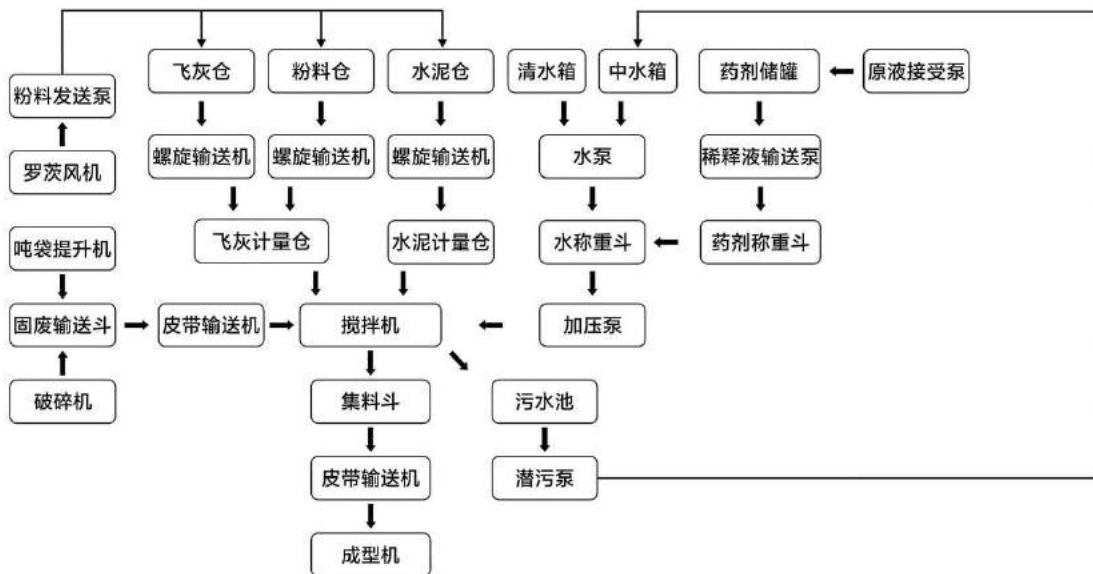 飞灰仓
粉料仓
水泥仓
清水箱
中水箱
药剂储罐
原液接受泵
粉料发送泵
螺旋输送机
螺旋输送机
螺旋输送机
水泵
稀释液输送泵
罗茨风机
飞灰计量仓
水泥计量仓
水称重斗
药剂称重斗
吨袋提升机
固废输送斗
皮带输送机
搅拌机
加压泵
破碎机
集料斗
污水池
皮带输送机
潜污泵
成型机